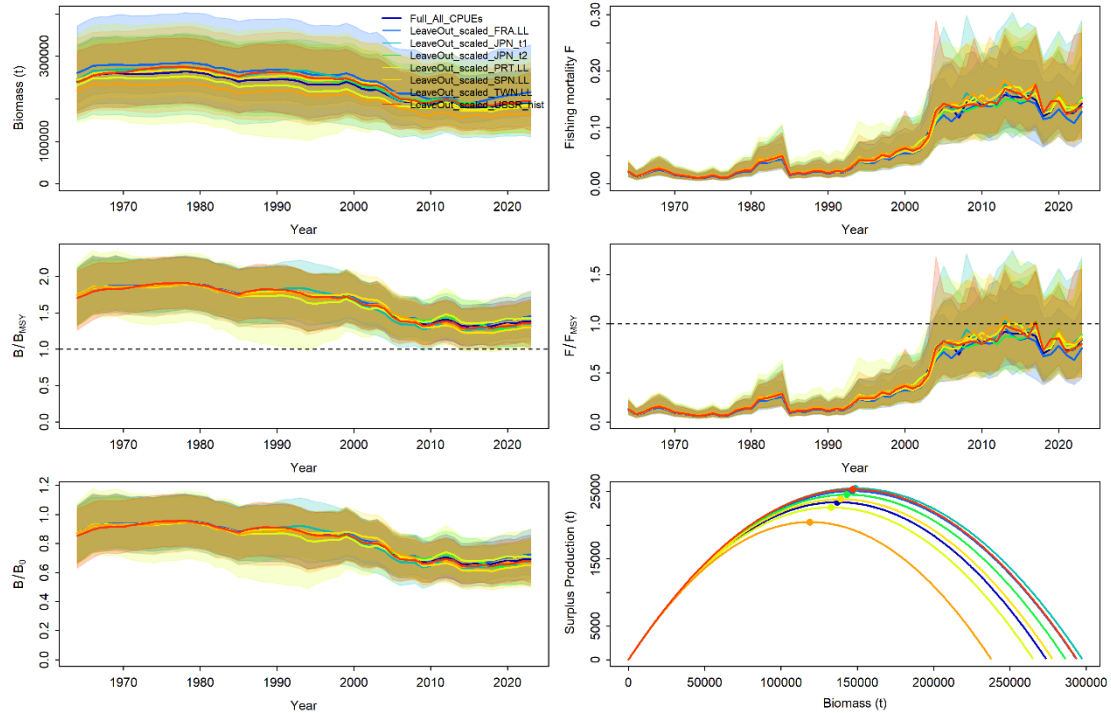 Full_All_CPUEs
LeaveOut_scaled_FRA.LL
LeaveOut_scaled_JPN_t1
LeaveOut_scaled_JPN_t2
LeaveOut_scaled_PRT.LL
LeaveOut_scaled_SPN.LL
LeaveOut_scaled_TWN.LL
LeaveOut_scaled_USSR_hist
Biomass (t)
0 100000 300000
1970 1980 1990 2000 2010 2020
Year
Fishing mortality F
0.00 0.10 0.20 0.30
1970 1980 1990 2000 2010 2020
Year
B/BMSY
0.0 0.5 1.0 1.5 2.0
1970 1980 1990 2000 2010 2020
Year
F/FMSY
0.0 0.5 1.0 1.5
1970 1980 1990 2000 2010 2020
Year
B/B0
0.0 0.2 0.4 0.6 0.8 1.0 1.2
1970 1980 1990 2000 2010 2020
Year
Surplus Production (t)
0 5000 15000 25000
0 50000 100000 150000 200000 250000 300000
Biomass (t)